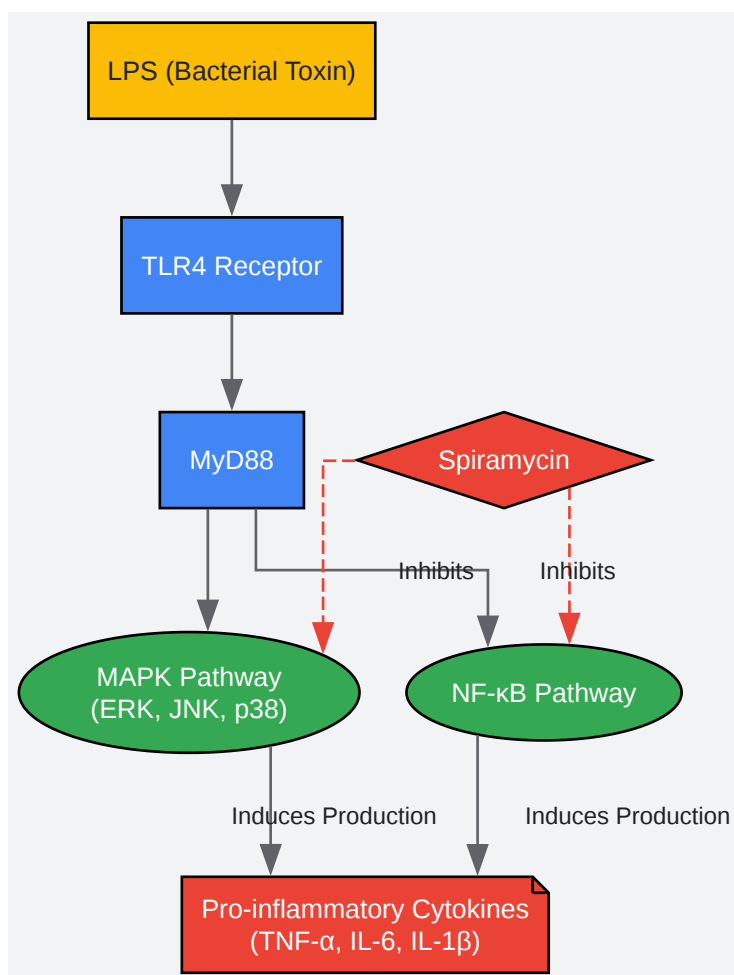 LPS (Bacterial Toxin)
TLR4 Receptor
MyD88
Spiramycin
Inhibits
Inhibits
MAPK Pathway
(ERK, JNK, p38)
NF-κB Pathway
Induces Production
Induces Production
Pro-inflammatory Cytokines
(TNF-α, IL-6, IL-1β)